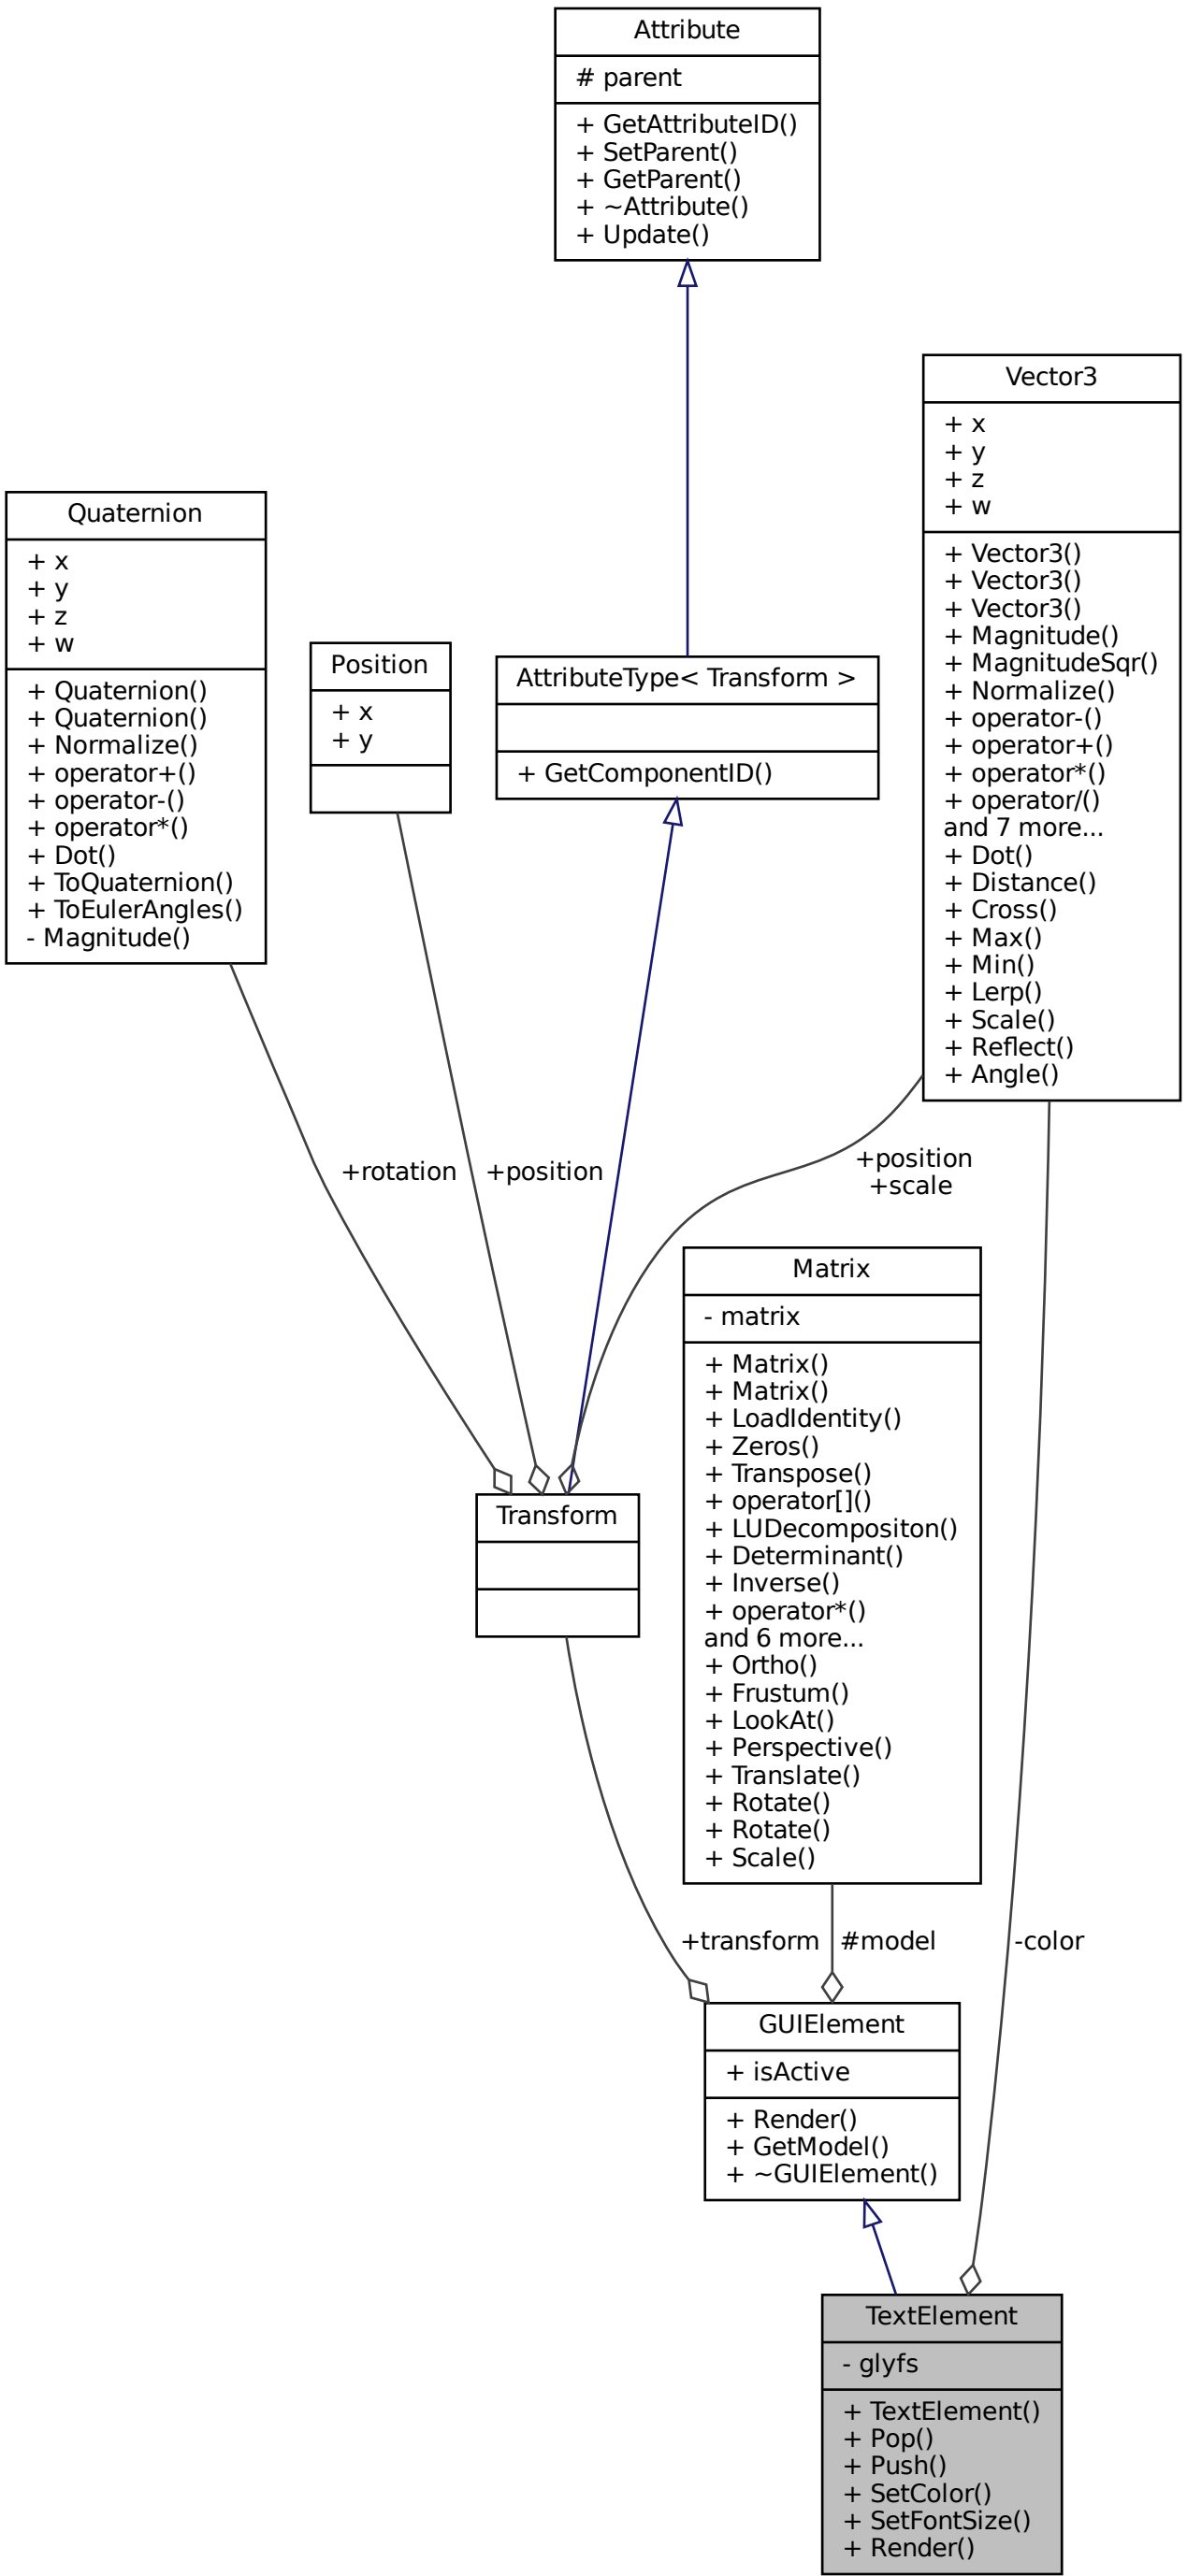 Attribute
# parent
+ GetAttributeID()
+ SetParent()
+ GetParent()
+ ~Attribute()
+ Update()
Vector3
+ x
+ y
+ z
+ w
+ Vector3()
+ Vector3()
+ Vector3()
+ Magnitude()
+ MagnitudeSqr()
+ Normalize()
+ operator-()
+ operator+()
+ operator*()
+ operator/()
and 7 more...
+ Dot()
+ Distance()
+ Cross()
+ Max()
+ Min()
+ Lerp()
+ Scale()
+ Reflect()
+ Angle()
Quaternion
+ x
+ y
+ z
+ w
+ Quaternion()
+ Quaternion()
+ Normalize()
+ operator+()
+ operator-()
+ operator*()
+ Dot()
+ ToQuaternion()
+ ToEulerAngles()
- Magnitude()
Position
+ x
+ y
AttributeType< Transform >
+ GetComponentID()
+rotation
+position
+position
+scale
Matrix
- matrix
+ Matrix()
+ Matrix()
+ LoadIdentity()
+ Zeros()
+ Transpose()
+ operator[]()
+ LUDecompositon()
+ Determinant()
+ Inverse()
+ operator*()
and 6 more...
+ Ortho()
+ Frustum()
+ LookAt()
+ Perspective()
+ Translate()
+ Rotate()
+ Rotate()
+ Scale()
Transform
+transform
#model
-color
GUIElement
+ isActive
+ Render()
+ GetModel()
+ ~GUIElement()
TextElement
- glyfs
+ TextElement()
+ Pop()
+ Push()
+ SetColor()
+ SetFontSize()
+ Render()